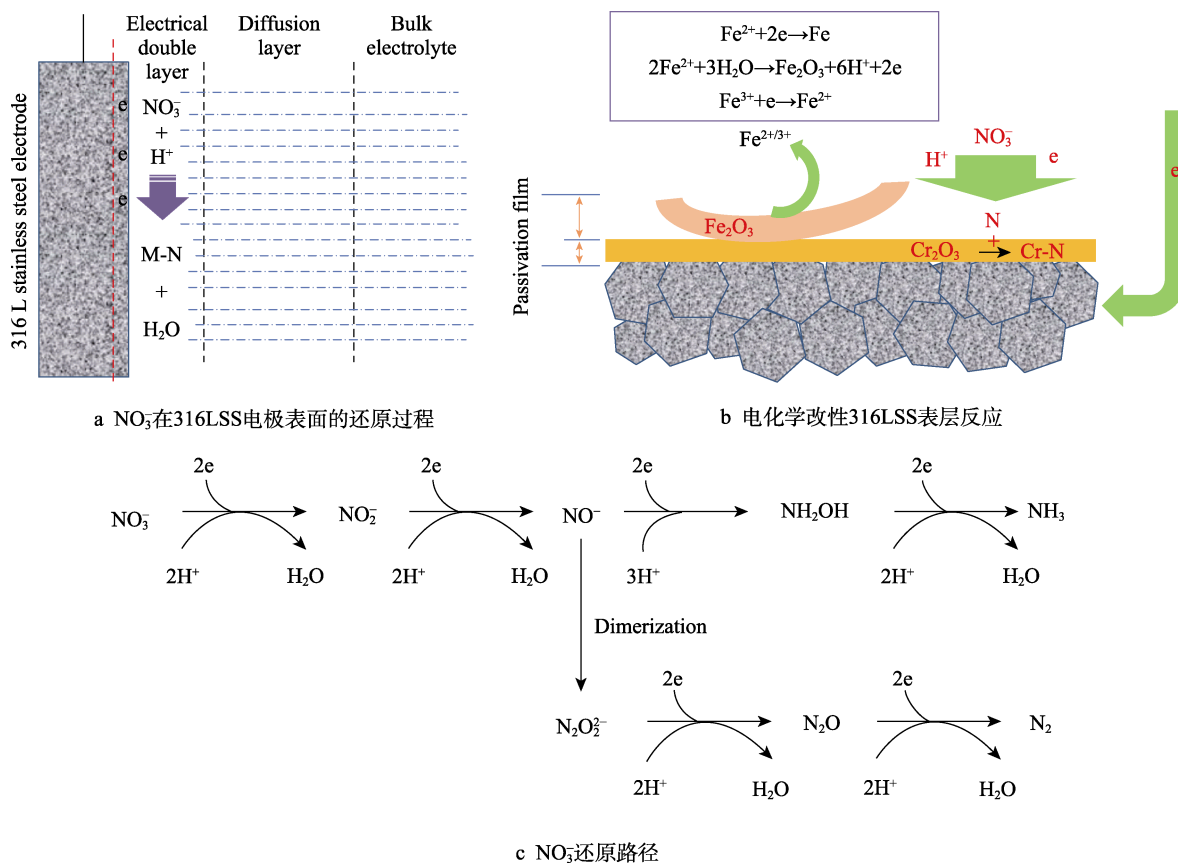 316 L stainless steel electrode
Electrical
double
layer
Diffusion
layer
Bulk
electrolyte
e
NO₃⁻
+
e
H⁺
e
M-N
+
H₂O
a NO₃⁻在316LSS电极表面的还原过程
Fe²⁺+2e→Fe
2Fe²⁺+3H₂O→Fe₂O₃+6H⁺+2e
Fe³⁺+e→Fe²⁺
Fe²⁺ᐟ³⁺
NO₃⁻
H⁺
e
e
Passivation film
Fe₂O₃
N
+
Cr₂O₃
Cr-N
b 电化学改性316LSS表层反应
2e
2e
2e
2e
NO₃⁻
NO₂⁻
NO⁻
NH₂OH
NH₃
2H⁺
H₂O
2H⁺
H₂O
3H⁺
2H⁺
H₂O
Dimerization
2e
2e
N₂O₂²⁻
N₂O
N₂
2H⁺
H₂O
2H⁺
H₂O
c NO₃⁻还原路径